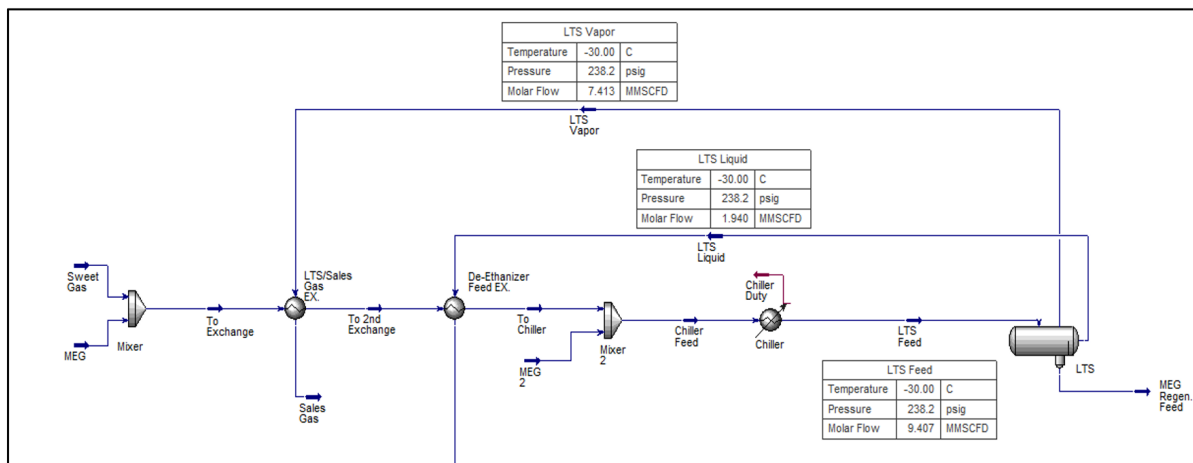 LTS Vapor
Temperature -30.00 C
Pressure 238.2 psig
Molar Flow 7.413 MMSCFD
LTS
Vapor
LTS Liquid
Temperature -30.00 C
Pressure 238.2 psig
Molar Flow 1.940 MMSCFD
LTS
Liquid
Sweet
Gas
MEG
Mixer
To
Exchange
LTS/Sales
Gas
EX.
To 2nd
Exchange
Sales
Gas
De-Ethanizer
Feed EX.
To
Chiller
MEG
2
Mixer
2
Chiller
Feed
Chiller
Duty
Chiller
LTS
Feed
LTS
MEG
Regen.
Feed
LTS Feed
Temperature -30.00 C
Pressure 238.2 psig
Molar Flow 9.407 MMSCFD